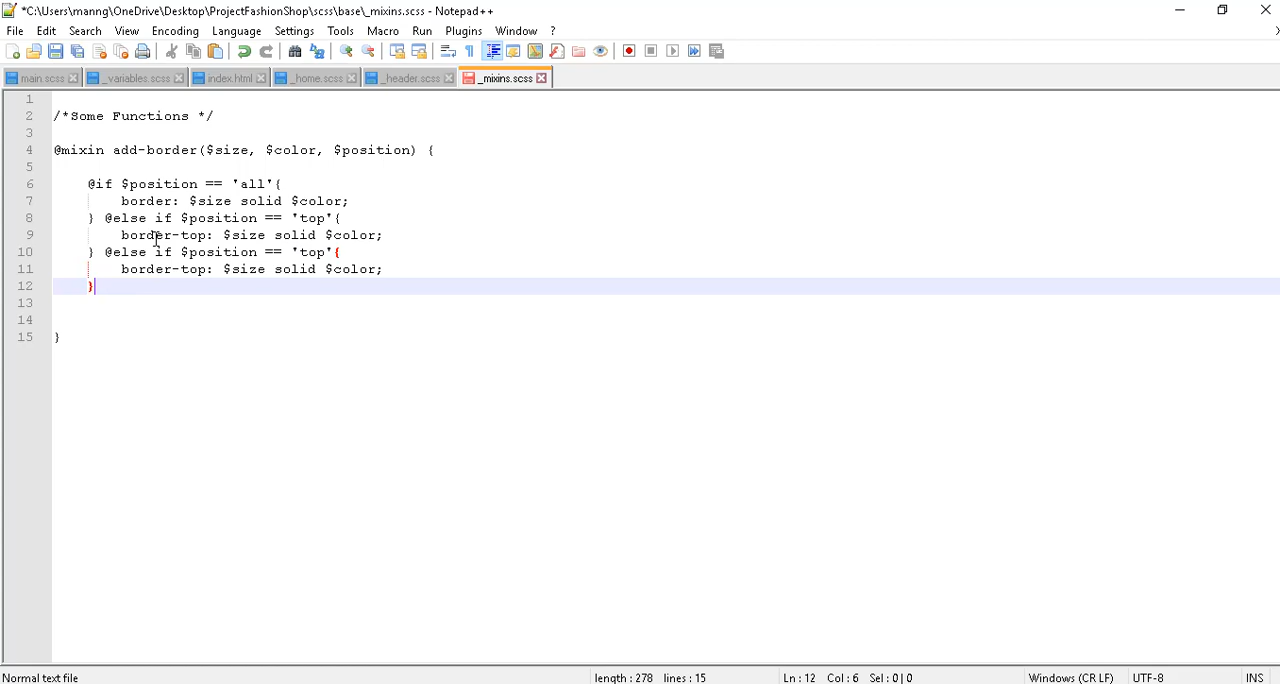 *C:\Users\manng\OneDrive\Desktop\ProjectFashionShop\scss\base\_mixins.scss - Notepad++
File Edit Search View Encoding Language Settings Tools Macro Run Plugins Window ?
main.scss _variables.scss index.html _home.scss _header.scss _mixins.scss
1
2 /*Some Functions */
3
4 @mixin add-border($size, $color, $position) {
5
6 @if $position == 'all'{
7 border: $size solid $color;
8 } @else if $position == 'top'{
9 border-top: $size solid $color;
10 } @else if $position == 'top'{
11 border-top: $size solid $color;
12 }
13
14
15 }
Normal text file length : 278 lines : 15 Ln : 12 Col : 6 Sel : 0 | 0 Windows (CR LF) UTF-8 INS